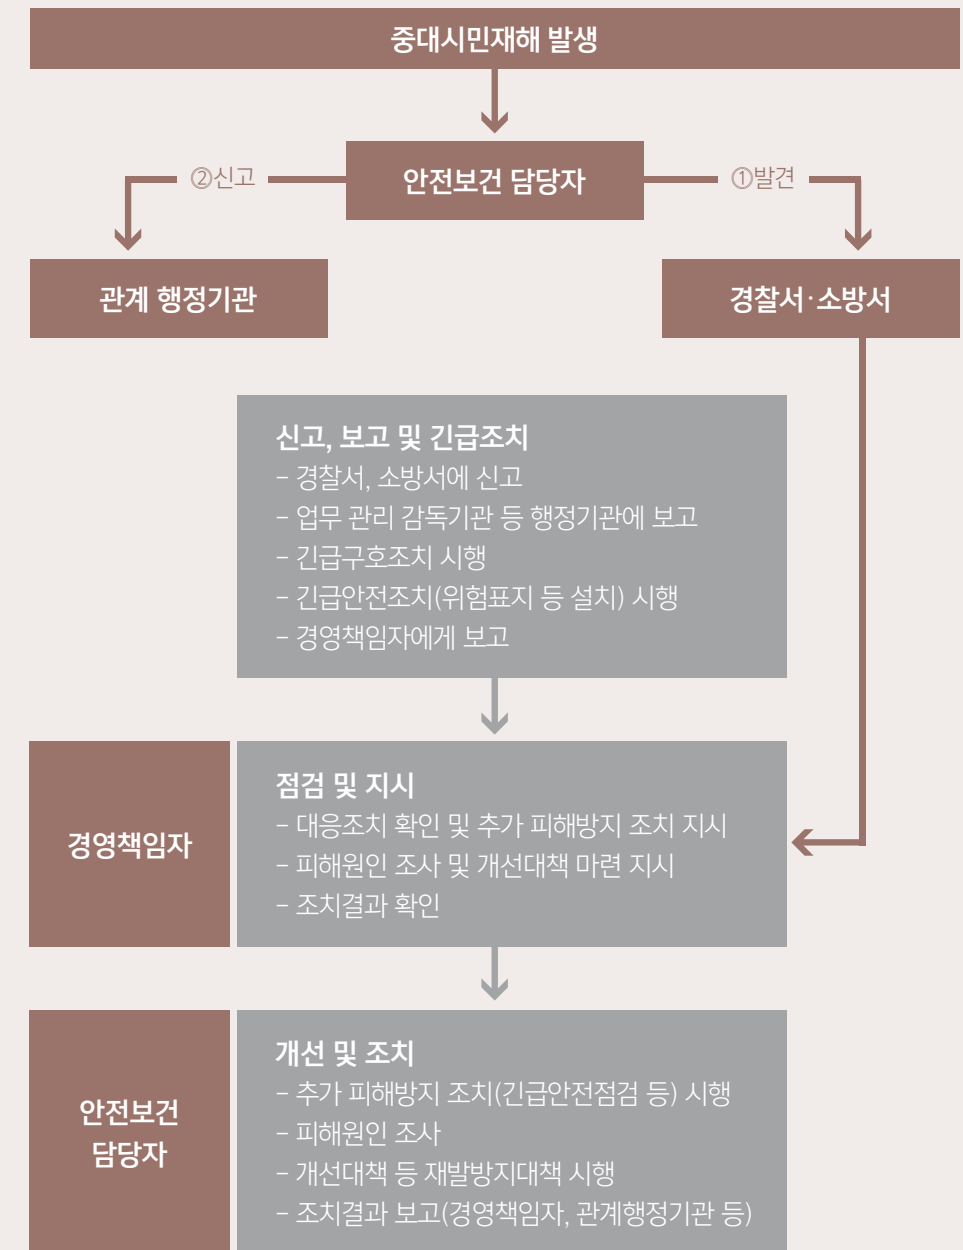 중대시민재해 발생
②신고
안전보건 담당자
①발견
관계 행정기관
경찰서·소방서
신고, 보고 및 긴급조치
- 경찰서, 소방서에 신고
- 업무 관리 감독기관 등 행정기관에 보고
- 긴급구호조치 시행
- 긴급안전조치(위험표지 등 설치) 시행
- 경영책임자에게 보고
경영책임자
점검 및 지시
- 대응조치 확인 및 추가 피해방지 조치 지시
- 피해원인 조사 및 개선대책 마련 지시
- 조치결과 확인
안전보건
담당자
개선 및 조치
- 추가 피해방지 조치(긴급안전점검 등) 시행
- 피해원인 조사
- 개선대책 등 재발방지대책 시행
- 조치결과 보고(경영책임자, 관계행정기관 등)